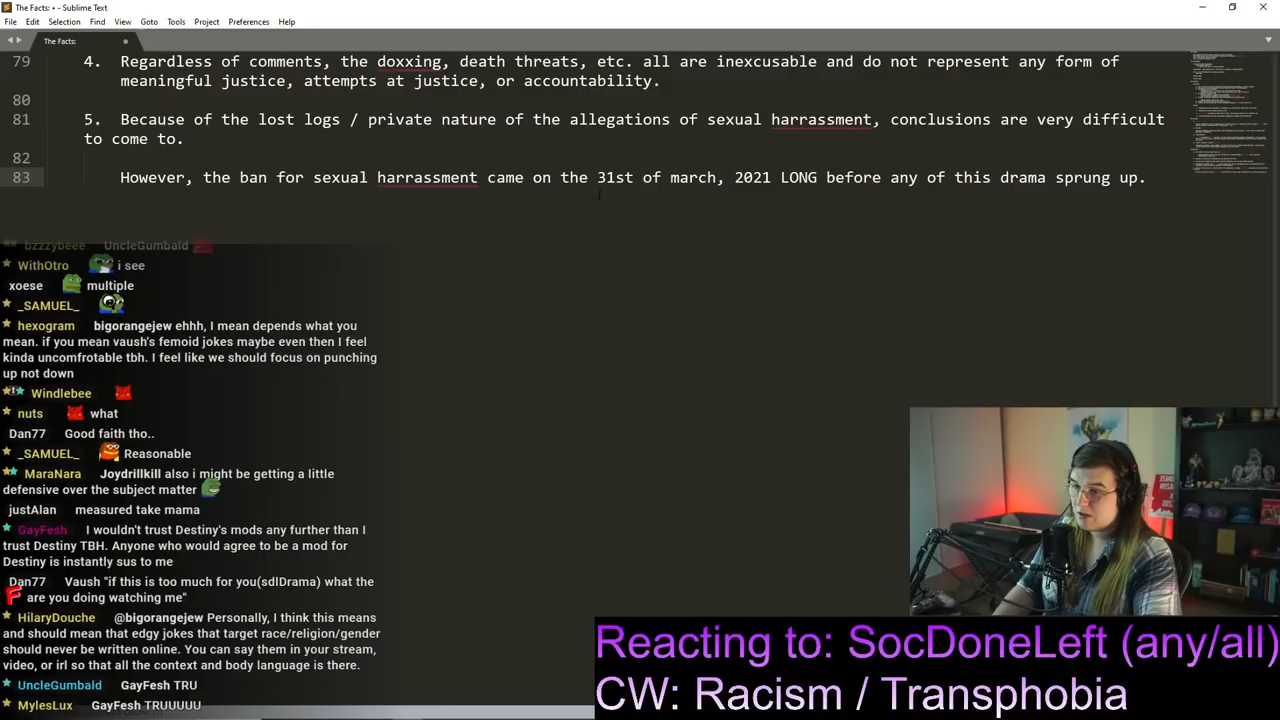 The Facts: • - Sublime Text
File Edit Selection Find View Goto Tools Project Preferences Help
The Facts:
79 4. Regardless of comments, the doxxing, death threats, etc. all are inexcusable and do not represent any form of
meaningful justice, attempts at justice, or accountability.
80
81 5. Because of the lost logs / private nature of the allegations of sexual harrassment, conclusions are very difficult
to come to.
82
83 However, the ban for sexual harrassment came on the 31st of march, 2021 LONG before any of this drama sprung up.
bzzzybeee UncleGumbald
WithOtro i see
xoese multiple
_SAMUEL_
hexogram bigorangejew ehhh, I mean depends what you
mean. if you mean vaush's femoid jokes maybe even then I feel
kinda uncomfrotable tbh. I feel like we should focus on punching
up not down
Windlebee
nuts what
Dan77 Good faith tho..
_SAMUEL_ Reasonable
MaraNara Joydrillkill also i might be getting a little
defensive over the subject matter
justAlan measured take mama
GayFesh I wouldn't trust Destiny's mods any further than I
trust Destiny TBH. Anyone who would agree to be a mod for
Destiny is instantly sus to me
Dan77 Vaush "if this is too much for you(sdlDrama) what the
are you doing watching me"
HilaryDouche @bigorangejew Personally, I think this means
and should mean that edgy jokes that target race/religion/gender
should never be written online. You can say them in your stream,
video, or irl so that all the context and body language is there.
UncleGumbald GayFesh TRU
MylesLux GayFesh TRUUUUU
Reacting to: SocDoneLeft (any/all)
CW: Racism / Transphobia